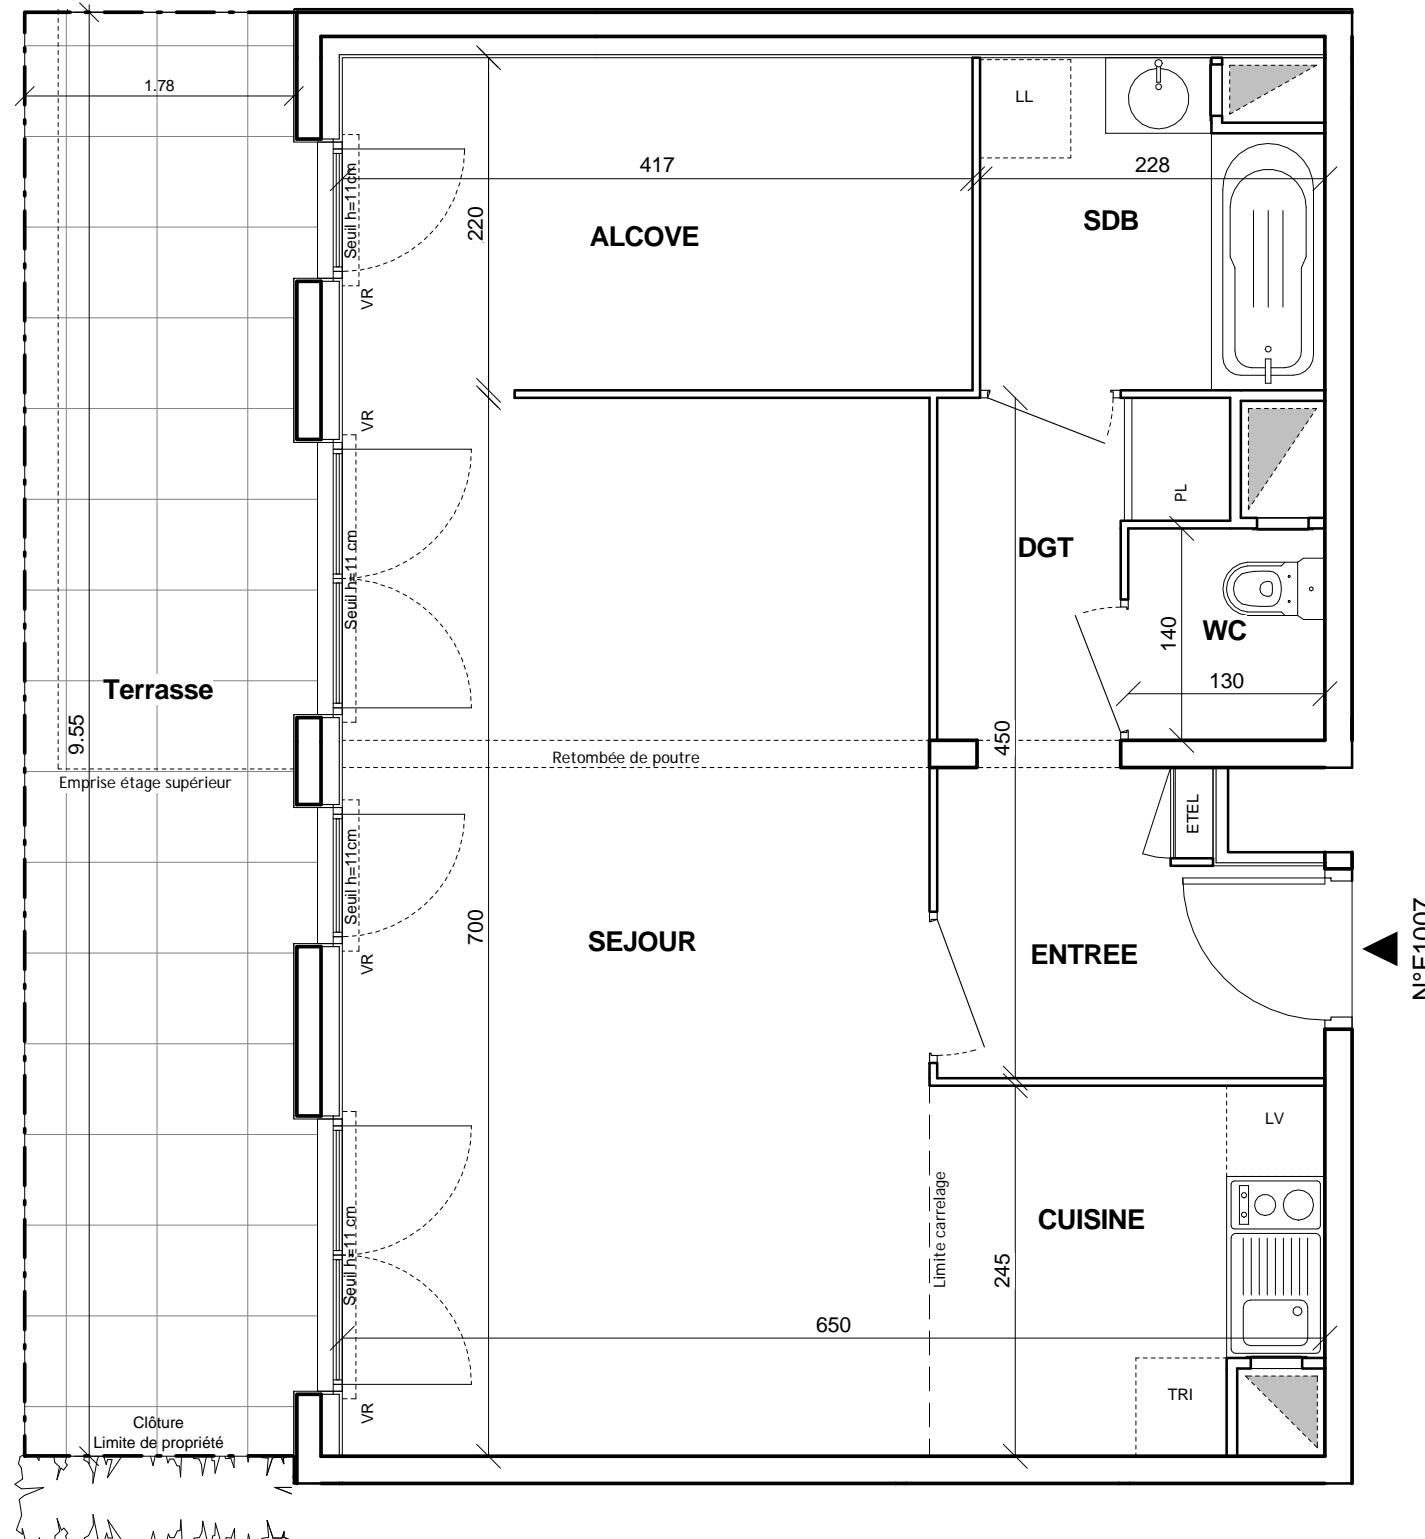 1.78
LL
417
228
Seuil h=11cm
220
ALCOVE
SDB
VR
VR
PL
Seuil h=11 cm
DGT
140
WC
130
Terrasse
9.55
450
Retombée de poutre
Emprise étage supérieur
ETEL
Seuil h=11cm
700
SEJOUR
ENTREE
VR
LV
Limite carrelage
CUISINE
Seuil h=11 cm
245
650
TRI
VR
Clôture
Limite de propriété